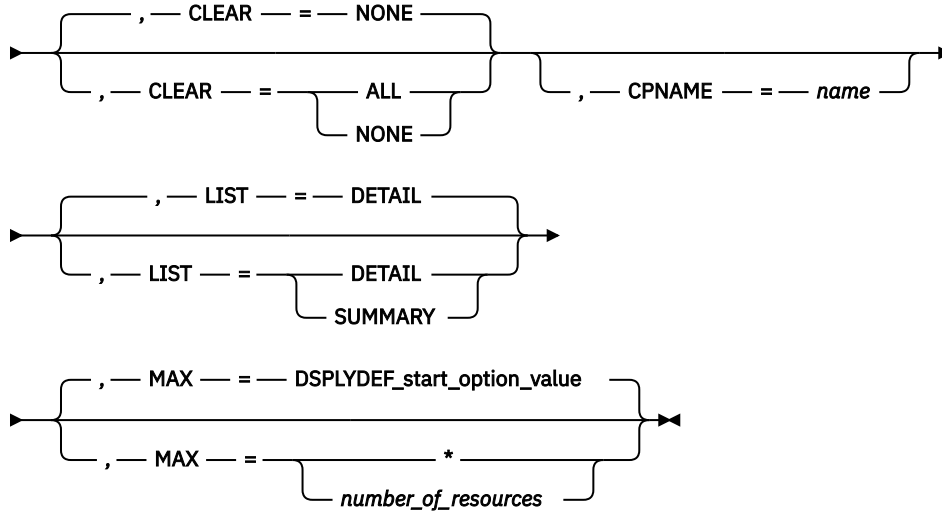 , CLEAR = NONE
, CLEAR = ALL , CPNAME = name
NONE
, LIST = DETAIL
, LIST = DETAIL
SUMMARY
, MAX = DSPLYDEF_start_option_value
, MAX = *
number_of_resources